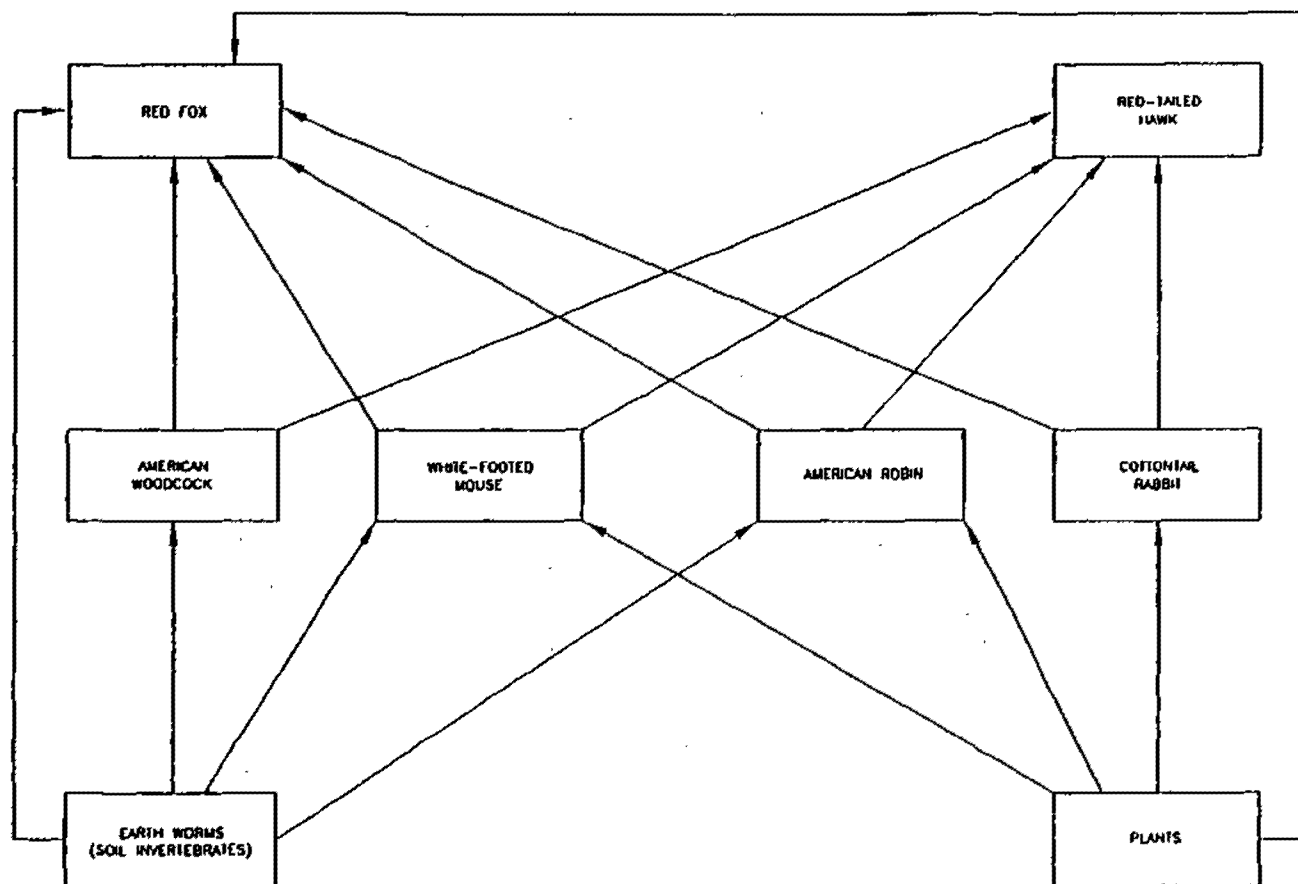 RED FOX
RED-TAILED
HAWK
AMERICAN
WOODCOCK
WHITE-FOOTED
MOUSE
AMERICAN ROBIN
COTTONTAIL
RABBIT
EARTH WORMS
(SOIL INVERTEBRATES)
PLANTS